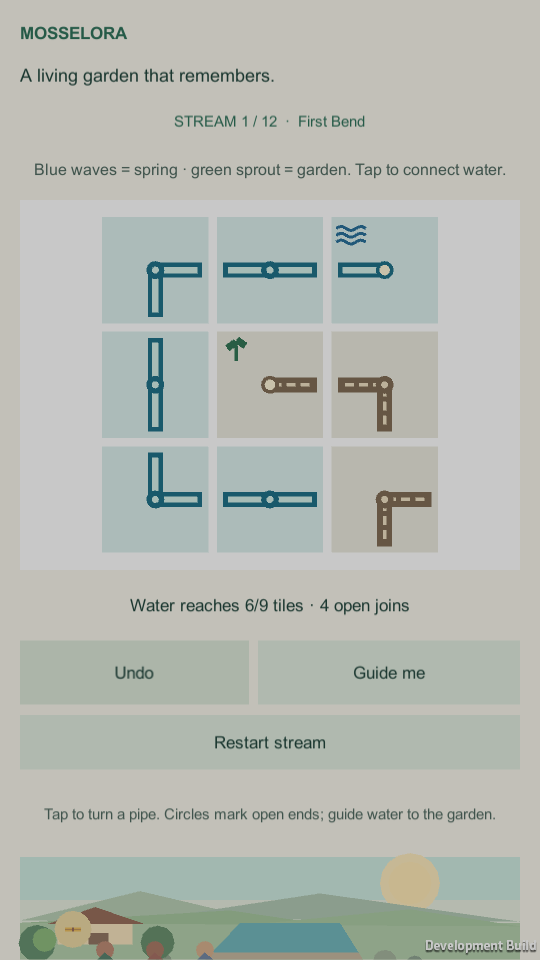 MOSSELORA
A living garden that remembers.
STREAM 1 / 12 · First Bend
Blue waves = spring · green sprout = garden. Tap to connect water.
Water reaches 6/9 tiles · 4 open joins
Undo
Guide me
Restart stream
Tap to turn a pipe. Circles mark open ends; guide water to the garden.
Development Build